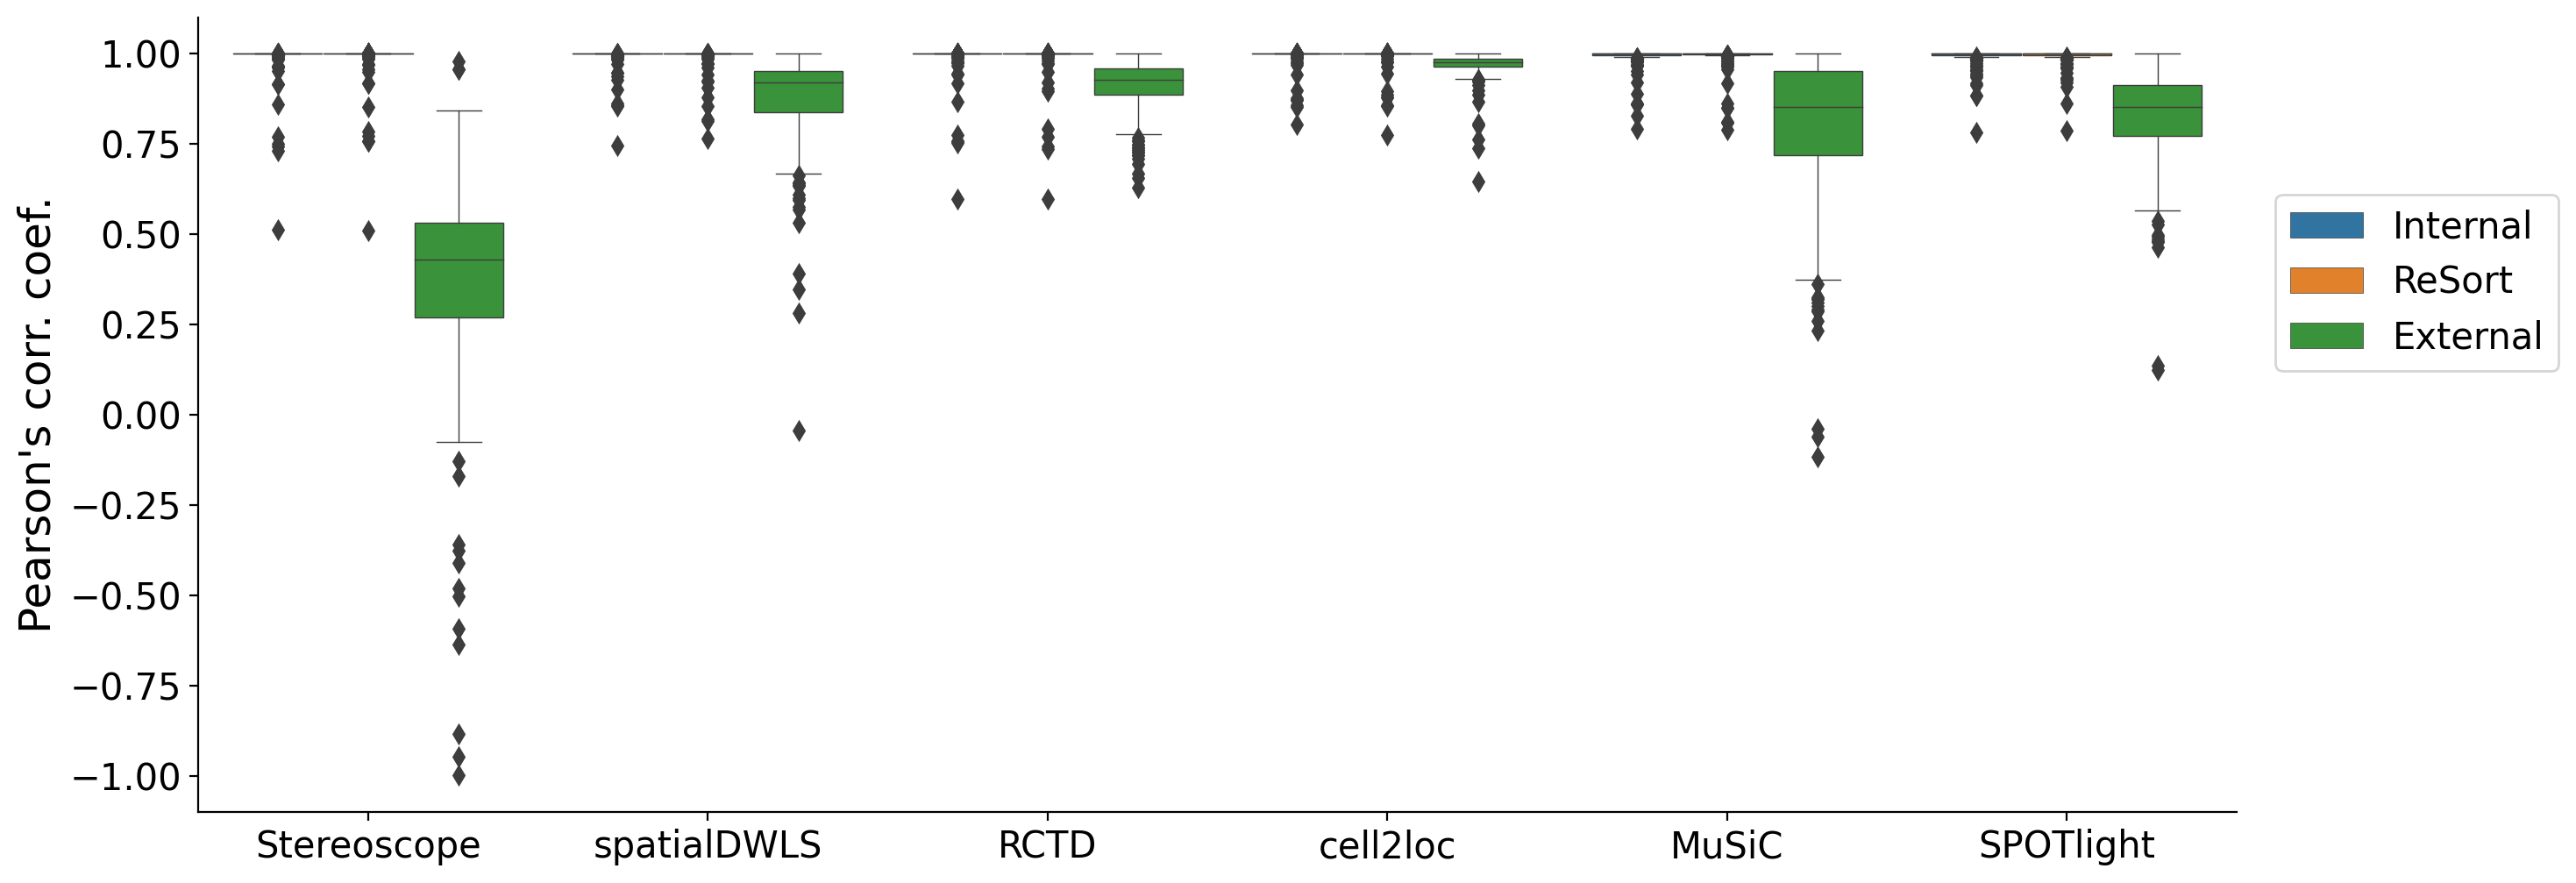 Pearson's corr. coef.
1.00
0.75
0.50
0.25
0.00
−0.25
−0.50
−0.75
−1.00
Stereoscope
spatialDWLS
RCTD
cell2loc
MuSiC
SPOTlight
Internal
ReSort
External